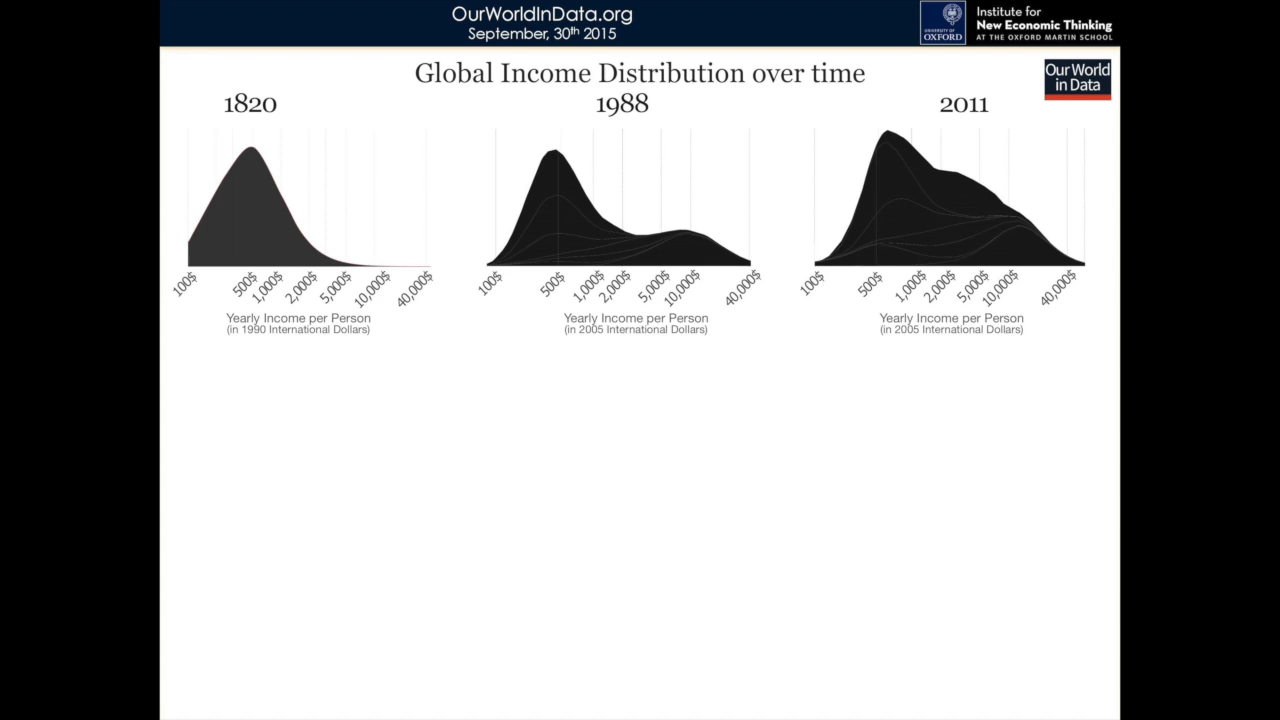 OurWorldInData.org
September, 30th 2015
UNIVERSITY OF
OXFORD
Institute for
New Economic Thinking
AT THE OXFORD MARTIN SCHOOL
Global Income Distribution over time
Our World
in Data
1820
1988
2011
100$ 500$ 1,000$ 2,000$ 5,000$ 10,000$ 40,000$
Yearly Income per Person
(in 1990 International Dollars)
100$ 500$ 1,000$ 2,000$ 5,000$ 10,000$ 40,000$
Yearly Income per Person
(in 2005 International Dollars)
100$ 500$ 1,000$ 2,000$ 5,000$ 10,000$ 40,000$
Yearly Income per Person
(in 2005 International Dollars)